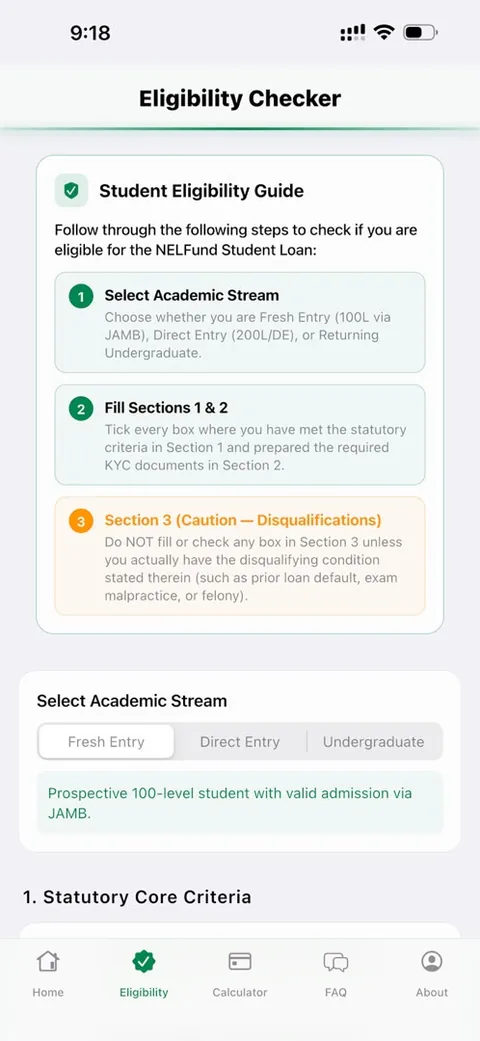 9:18
Eligibility Checker
Student Eligibility Guide
Follow through the following steps to check if you are
eligible for the NELFund Student Loan:
1
Select Academic Stream
Choose whether you are Fresh Entry (100L via
JAMB), Direct Entry (200L/DE), or Returning
Undergraduate.
2
Fill Sections 1 & 2
Tick every box where you have met the statutory
criteria in Section 1 and prepared the required
KYC documents in Section 2.
3
Section 3 (Caution — Disqualifications)
Do NOT fill or check any box in Section 3 unless
you actually have the disqualifying condition
stated therein (such as prior loan default, exam
malpractice, or felony).
Select Academic Stream
Fresh Entry Direct Entry Undergraduate
Prospective 100-level student with valid admission via
JAMB.
1. Statutory Core Criteria
Home Eligibility Calculator FAQ About